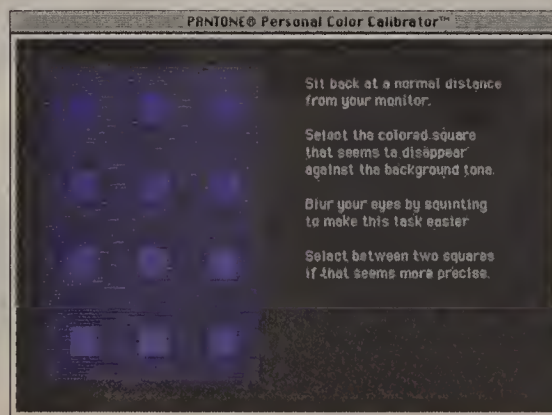 PANTONE® Personal Color Calibrator™
Sit back at a normal distance
from your monitor.
Select the colored square
that seems to disappear
against the background tone.
Blur your eyes by squinting
to make this task easier
Select between two squares
if that seems more precise.